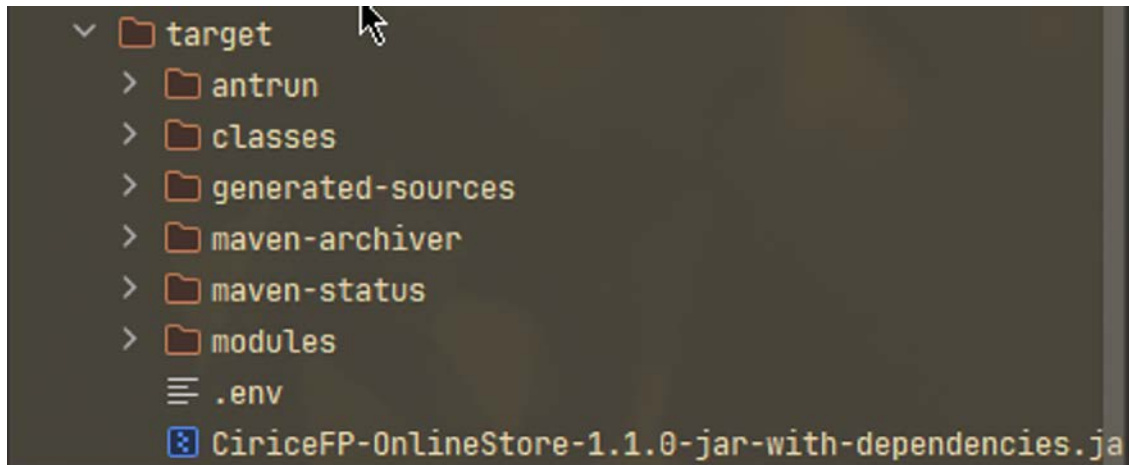 target
antrun
classes
generated-sources
maven-archiver
maven-status
modules
.env
CiriceFP-OnlineStore-1.1.0-jar-with-dependencies.ja